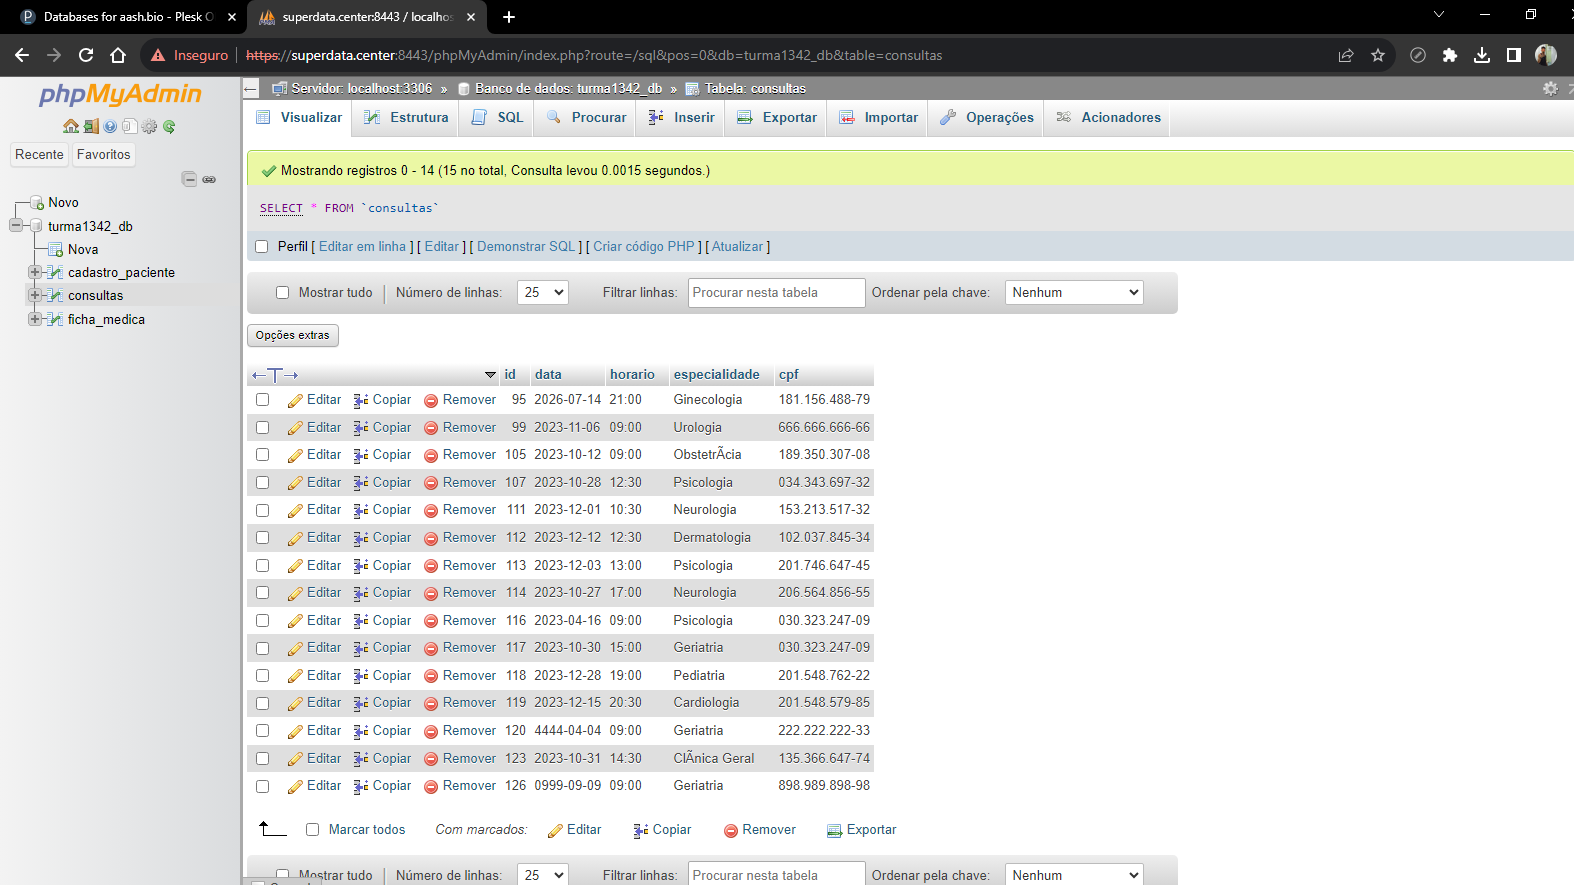 Databases for aash.bio - Plesk O
superdata.center:8443 / localhos
Inseguro https://superdata.center:8443/phpMyAdmin/index.php?route=/sql&pos=0&db=turma1342_db&table=consultas
phpMyAdmin
Recente Favoritos
Novo
turma1342_db
Nova
cadastro_paciente
consultas
ficha_medica
Servidor: localhost:3306 » Banco de dados: turma1342_db » Tabela: consultas
Visualizar Estrutura SQL Procurar Inserir Exportar Importar Operações Acionadores
Mostrando registros 0 - 14 (15 no total, Consulta levou 0.0015 segundos.)
SELECT * FROM `consultas`
Perfil [ Editar em linha ] [ Editar ] [ Demonstrar SQL ] [ Criar código PHP ] [ Atualizar ]
Mostrar tudo Número de linhas: 25 Filtrar linhas: Procurar nesta tabela Ordenar pela chave: Nenhum
Opções extras
id data horario especialidade cpf
Editar Copiar Remover 95 2026-07-14 21:00 Ginecologia 181.156.488-79
Editar Copiar Remover 99 2023-11-06 09:00 Urologia 666.666.666-66
Editar Copiar Remover 105 2023-10-12 09:00 ObstetrÃcia 189.350.307-08
Editar Copiar Remover 107 2023-10-28 12:30 Psicologia 034.343.697-32
Editar Copiar Remover 111 2023-12-01 10:30 Neurologia 153.213.517-32
Editar Copiar Remover 112 2023-12-12 12:30 Dermatologia 102.037.845-34
Editar Copiar Remover 113 2023-12-03 13:00 Psicologia 201.746.647-45
Editar Copiar Remover 114 2023-10-27 17:00 Neurologia 206.564.856-55
Editar Copiar Remover 116 2023-04-16 09:00 Psicologia 030.323.247-09
Editar Copiar Remover 117 2023-10-30 15:00 Geriatria 030.323.247-09
Editar Copiar Remover 118 2023-12-28 19:00 Pediatria 201.548.762-22
Editar Copiar Remover 119 2023-12-15 20:30 Cardiologia 201.548.579-85
Editar Copiar Remover 120 4444-04-04 09:00 Geriatria 222.222.222-33
Editar Copiar Remover 123 2023-10-31 14:30 ClÃnica Geral 135.366.647-74
Editar Copiar Remover 126 0999-09-09 09:00 Geriatria 898.989.898-98
Marcar todos Com marcados: Editar Copiar Remover Exportar
Mostrar tudo Número de linhas: 25 Filtrar linhas: Procurar nesta tabela Ordenar pela chave: Nenhum